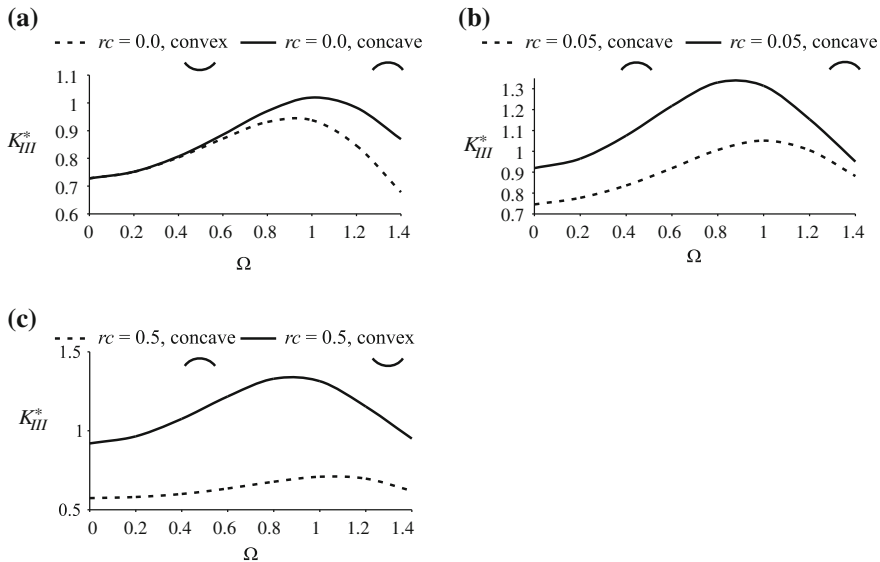 (a)
rc = 0.0, convex rc = 0.0, concave
1.1
1
0.9
0.8
0.7
0.6
K*III
0 0.2 0.4 0.6 0.8 1 1.2 1.4
Ω
(b)
rc = 0.05, concave rc = 0.05, concave
1.3
1.2
1.3
1
0.9
0.8
0.7
K*III
0 0.2 0.4 0.6 0.8 1 1.2 1.4
Ω
(c)
rc = 0.5, concave rc = 0.5, convex
1.5
1
0.5
K*III
0 0.2 0.4 0.6 0.8 1 1.2 1.4
Ω